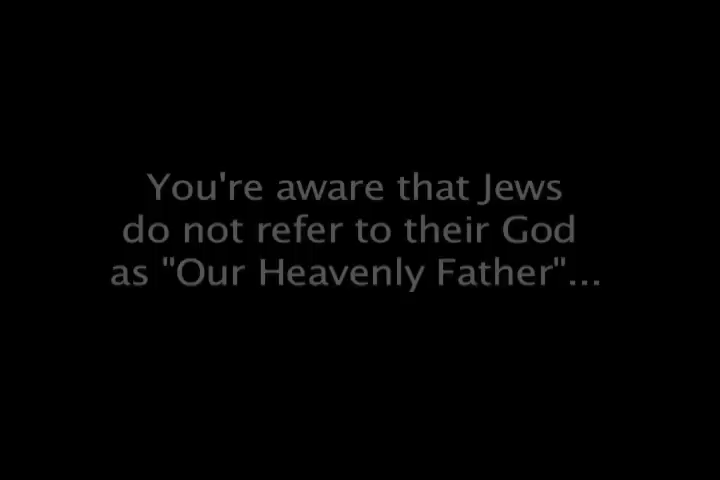 You're aware that Jews
do not refer to their God
as "Our Heavenly Father"...